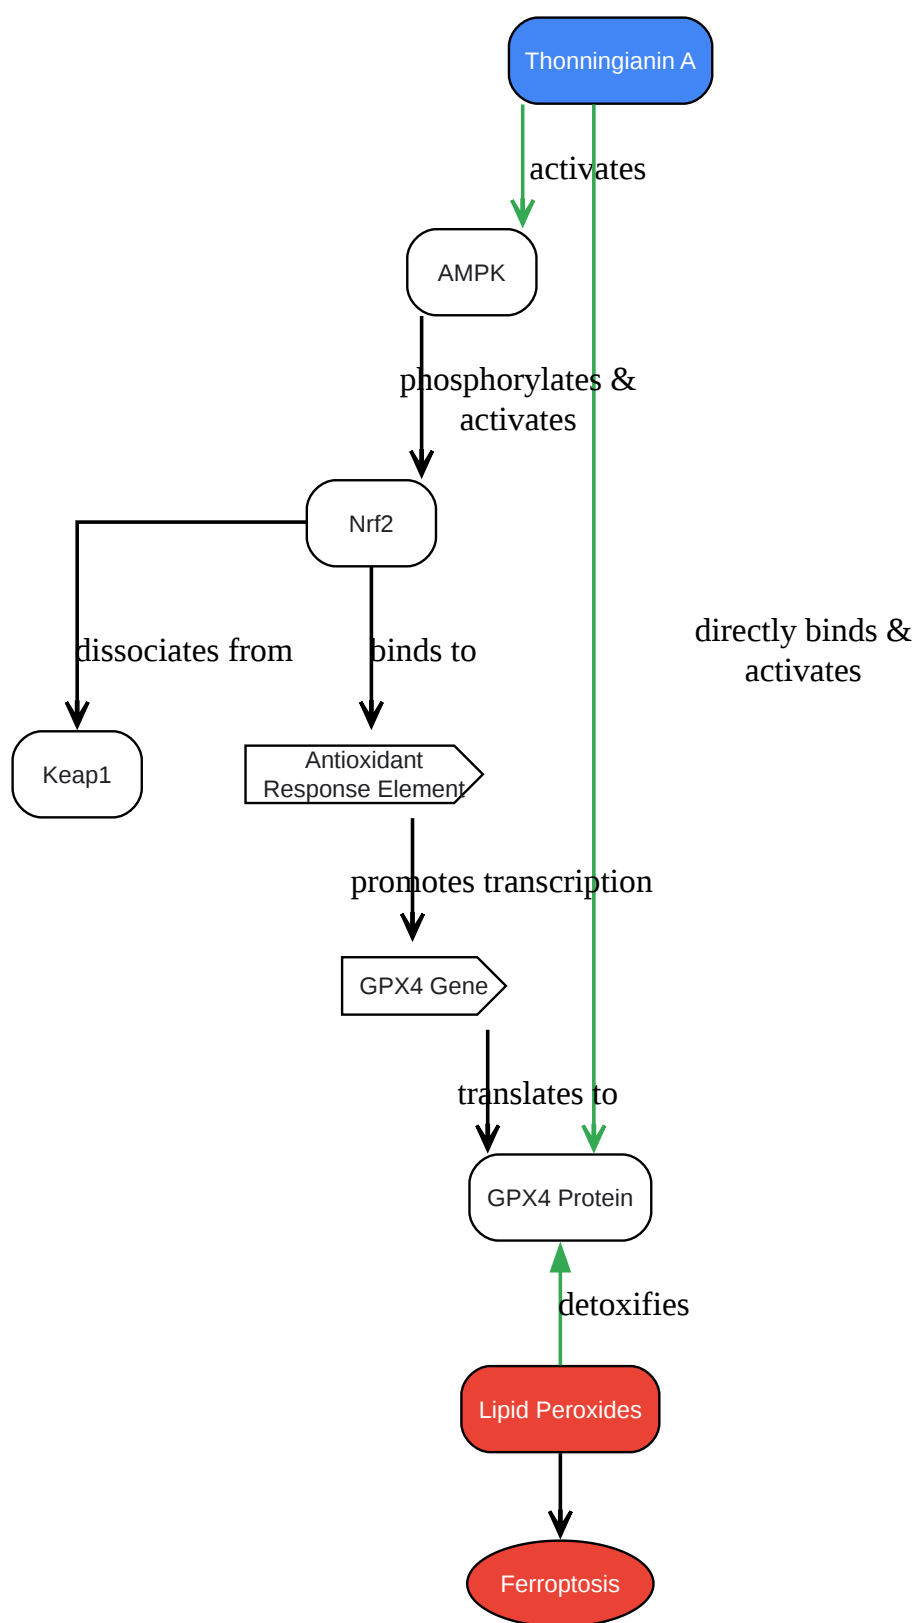 Thonningianin A
activates
AMPK
phosphorylates &
activates
Nrf2
directly binds &
activates
dissociates from
binds to
Keap1
Antioxidant
Response Element
promotes transcription
GPX4 Gene
translates to
GPX4 Protein
detoxifies
Lipid Peroxides
Ferroptosis